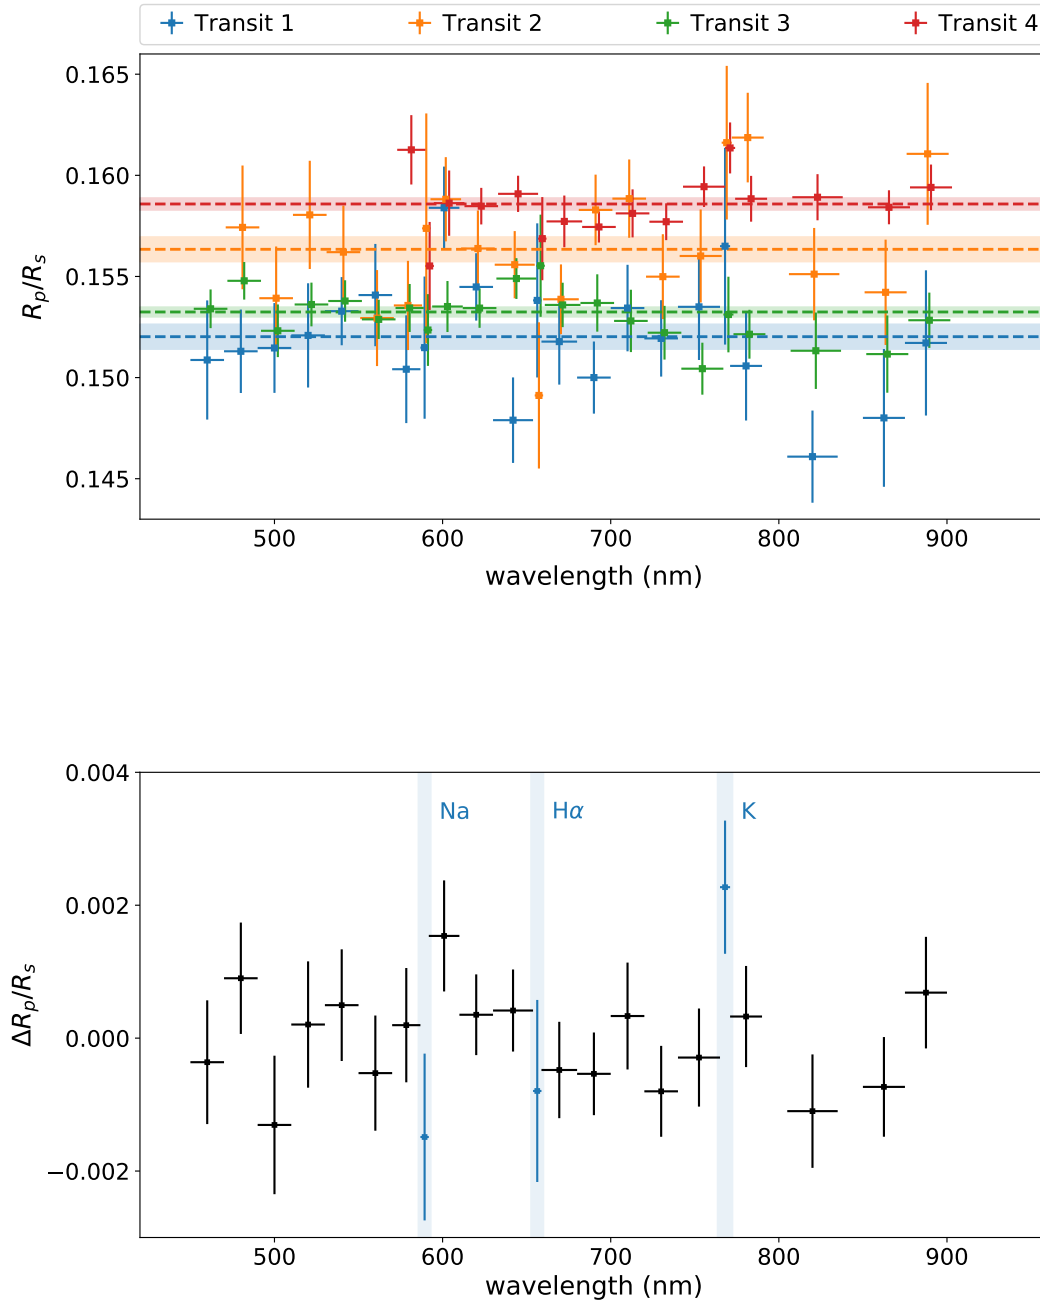 Transit 1 Transit 2 Transit 3 Transit 4
0.165
0.160
0.155
0.150
0.145
Rp/Rs
500 600 700 800 900
wavelength (nm)
0.004
0.002
0.000
−0.002
ΔRp/Rs
Na Hα K
500 600 700 800 900
wavelength (nm)